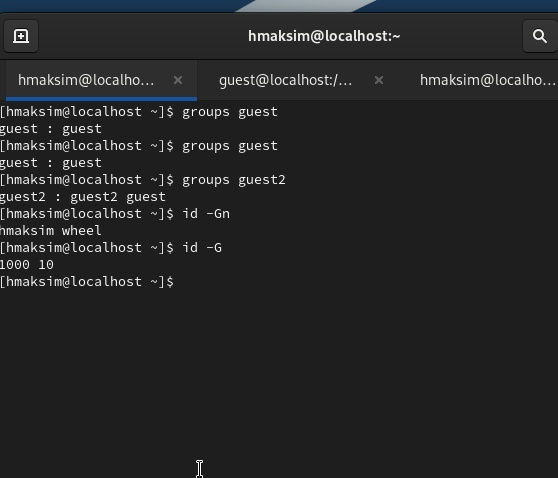 hmaksim@localhost:~
hmaksim@localho... × guest@localhost:/... × hmaksim@localho...
[hmaksim@localhost ~]$ groups guest
guest : guest
[hmaksim@localhost ~]$ groups guest
guest : guest
[hmaksim@localhost ~]$ groups guest2
guest2 : guest2 guest
[hmaksim@localhost ~]$ id -Gn
hmaksim wheel
[hmaksim@localhost ~]$ id -G
1000 10
[hmaksim@localhost ~]$